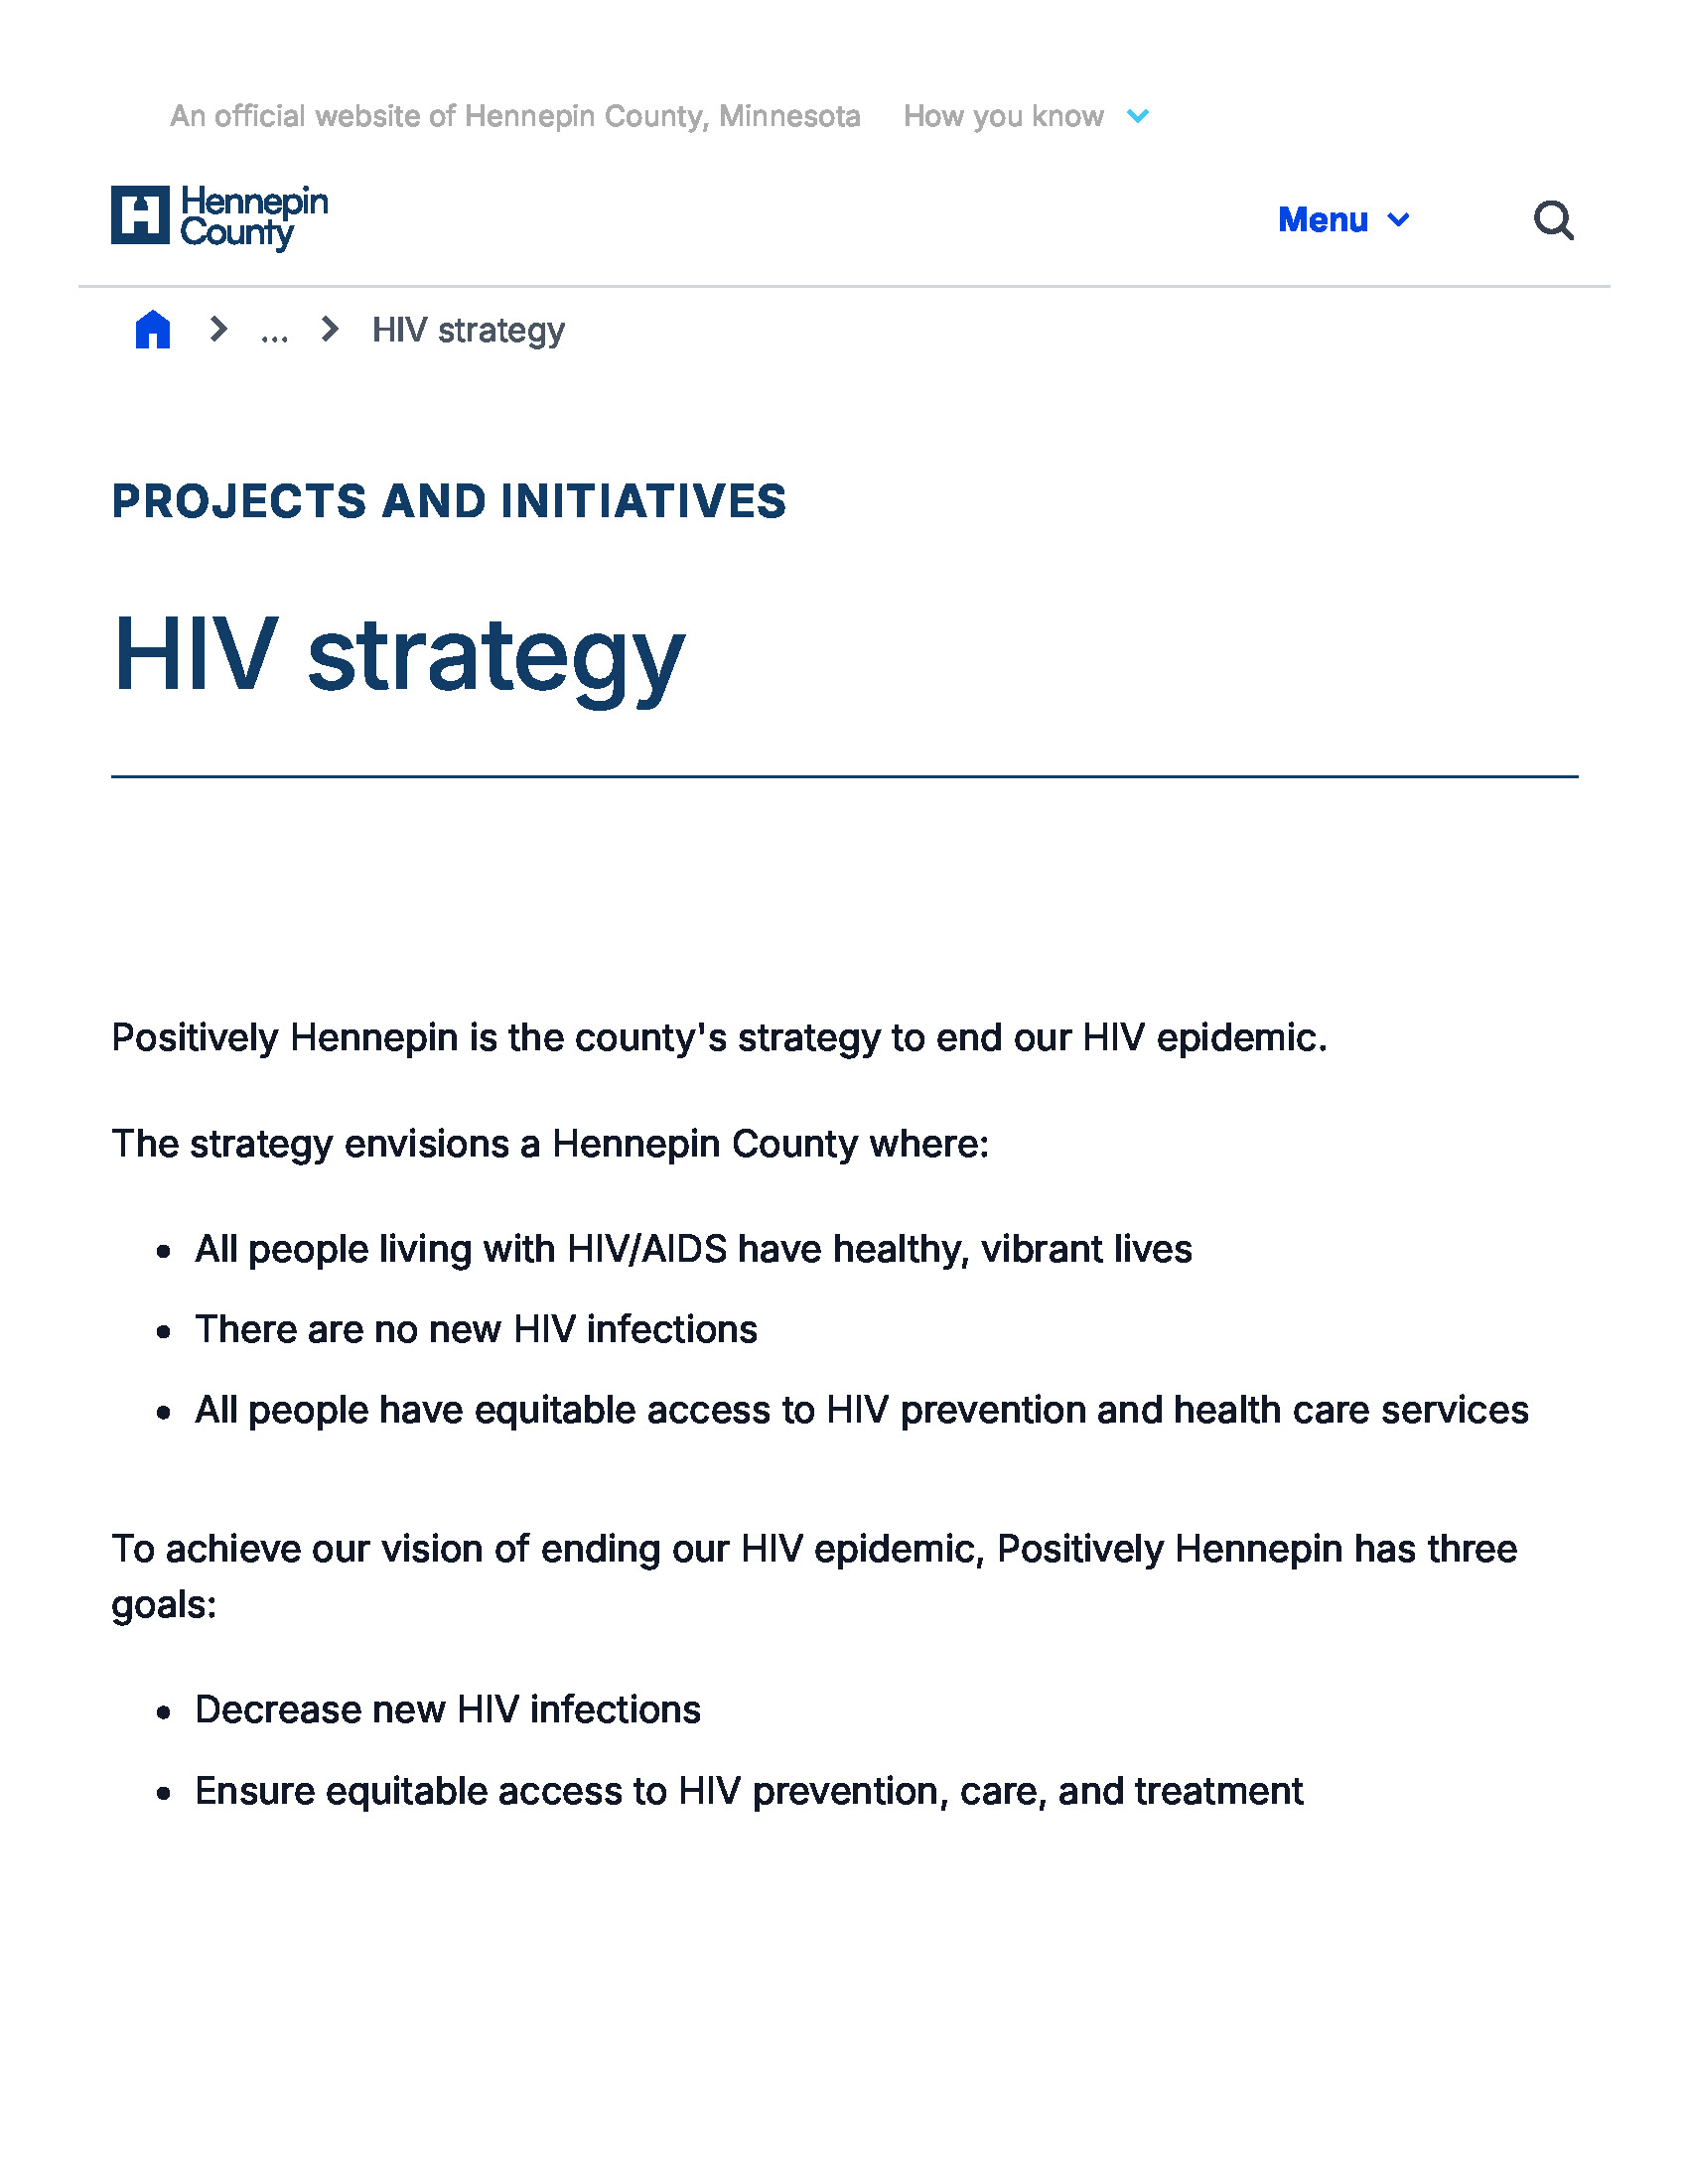 An official website of Hennepin County, Minnesota How you know
Hennepin
County
Menu
... HIV strategy
PROJECTS AND INITIATIVES
HIV strategy
Positively Hennepin is the county's strategy to end our HIV epidemic.
The strategy envisions a Hennepin County where:
• All people living with HIV/AIDS have healthy, vibrant lives
• There are no new HIV infections
• All people have equitable access to HIV prevention and health care services
To achieve our vision of ending our HIV epidemic, Positively Hennepin has three
goals:
• Decrease new HIV infections
• Ensure equitable access to HIV prevention, care, and treatment